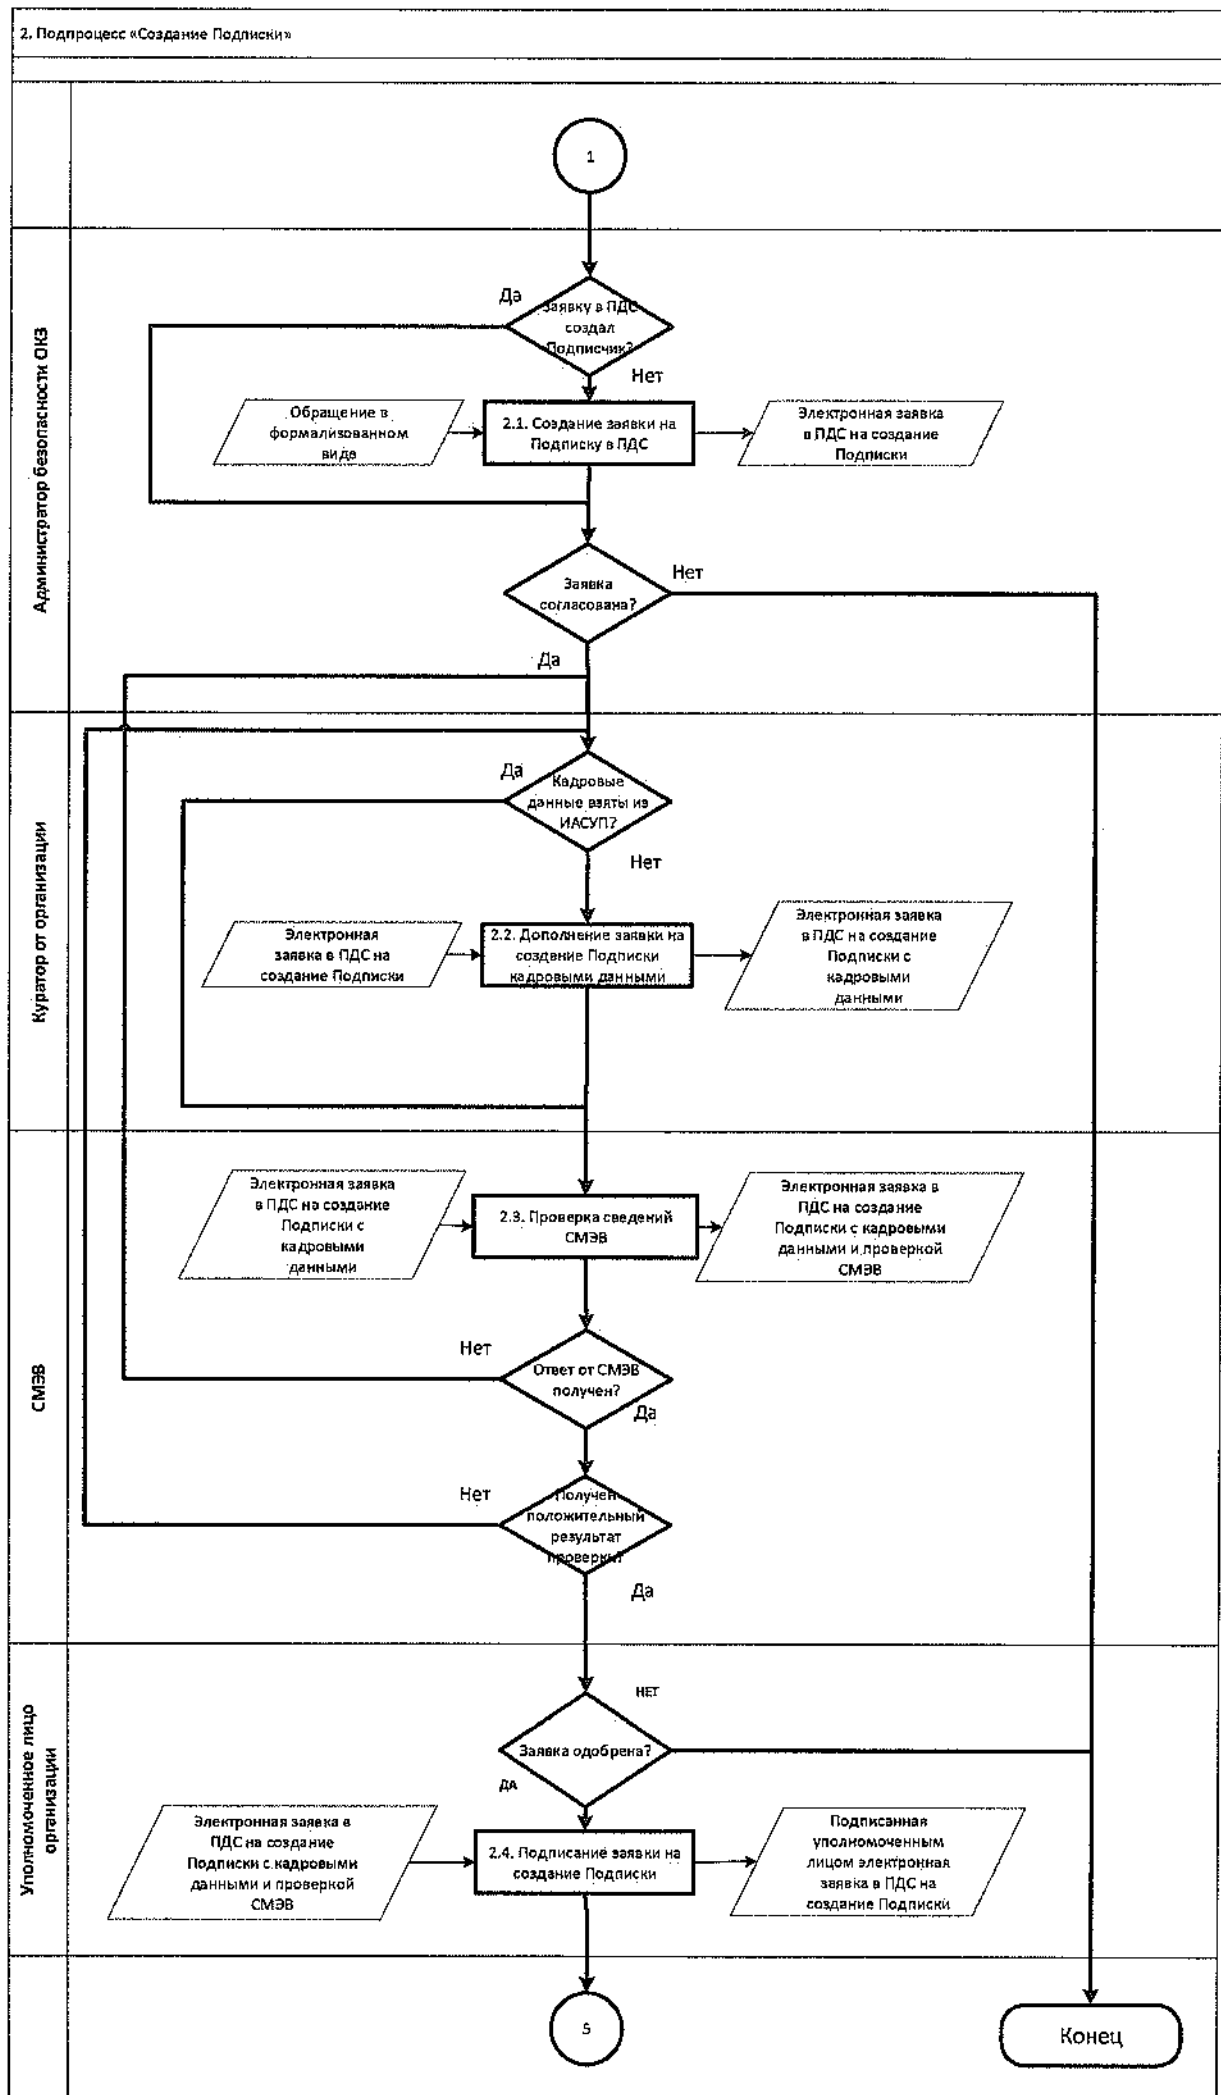 2. Подпроцесс «Создание Подписки»
1
Администратор безопасности ОКЗ
Да
Заявку в ПДС
создал
Подписчик?
Нет
Обращение в
формализованном
виде
2.1. Создание заявки на
Подписку в ПДС
Электронная заявка
в ПДС на создание
Подписки
Заявка
согласована?
Нет
Да
Куратор от организации
Да
Кадровые
данные взяты из
ИАСУП?
Нет
Электронная
заявка в ПДС на
создание Подписки
2.2. Дополнение заявки на
создание Подписки
кадровыми данными
Электронная заявка
в ПДС на создание
Подписки с
кадровыми
данными
СМЭВ
Электронная заявка
в ПДС на создание
Подписки с
кадровыми
данными
2.3. Проверка сведений
СМЭВ
Электронная заявка в
ПДС на создание
Подписки с кадровыми
данными и проверкой
СМЭВ
Нет
Ответ от СМЭВ
получен?
Да
Нет
Получен
положительный
результат
проверки?
Да
Уполномоченное лицо
организации
НЕТ
Заявка одобрена?
ДА
Электронная заявка в
ПДС на создание
Подписки с кадровыми
данными и проверкой
СМЭВ
2.4. Подписание заявки на
создание Подписки
Подписанная
уполномоченным
лицом электронная
заявка в ПДС на
создание Подписки
5
Конец